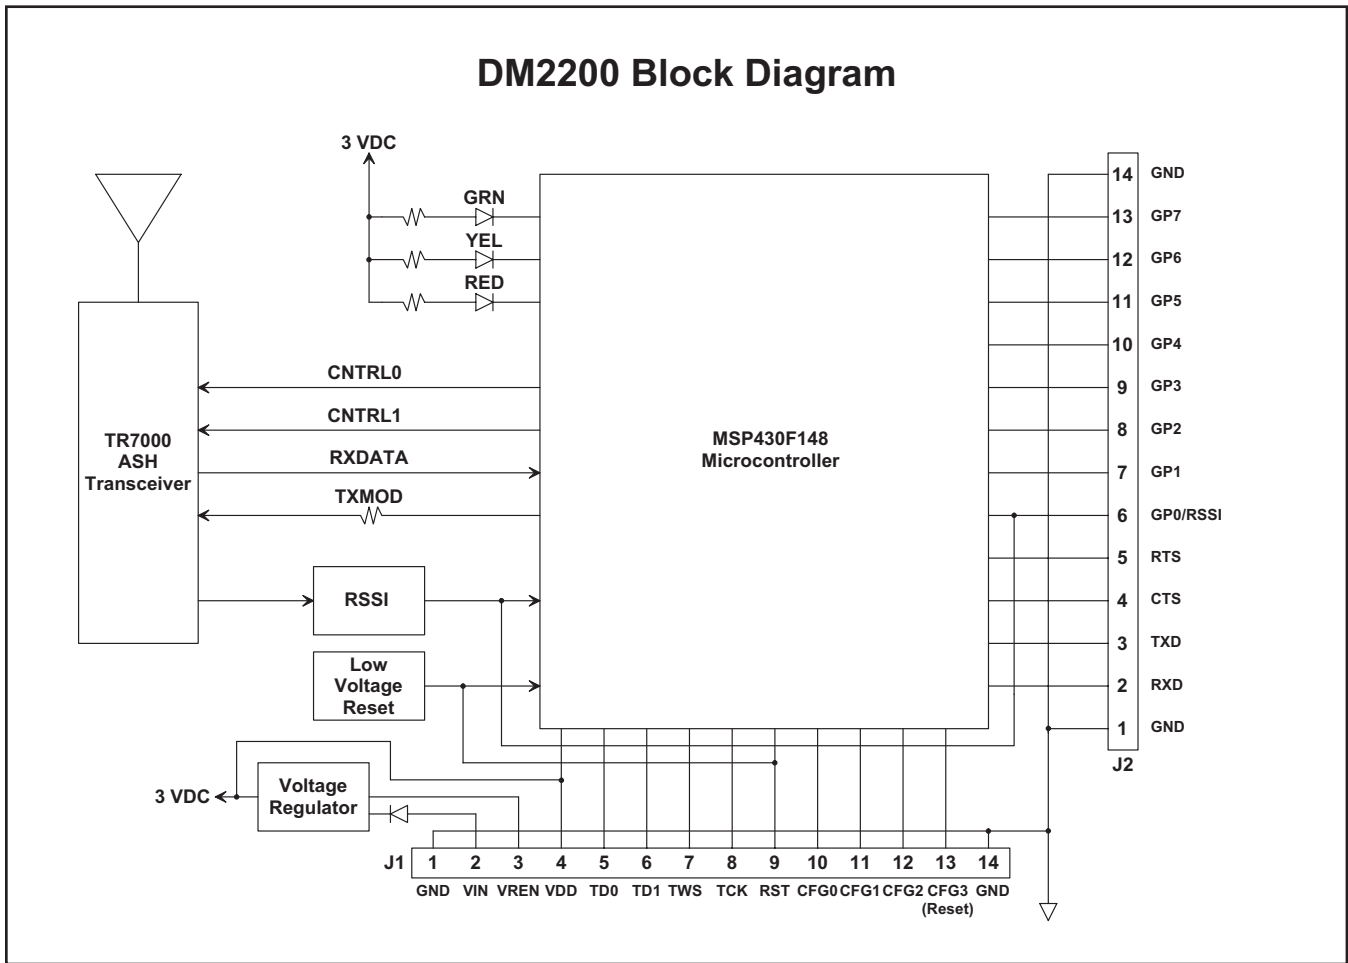 DM2200 Block Diagram
3 VDC
GRN
YEL
RED
CNTRL0
CNTRL1
RXDATA
TXMOD
TR7000
ASH
Transceiver
RSSI
Low
Voltage
Reset
MSP430F148
Microcontroller
14 GND
13 GP7
12 GP6
11 GP5
10 GP4
9 GP3
8 GP2
7 GP1
6 GP0/RSSI
5 RTS
4 CTS
3 TXD
2 RXD
1 GND
J2
3 VDC
Voltage
Regulator
J1 1 2 3 4 5 6 7 8 9 10 11 12 13 14
GND VIN VREN VDD TD0 TD1 TWS TCK RST CFG0 CFG1 CFG2 CFG3 GND
(Reset)